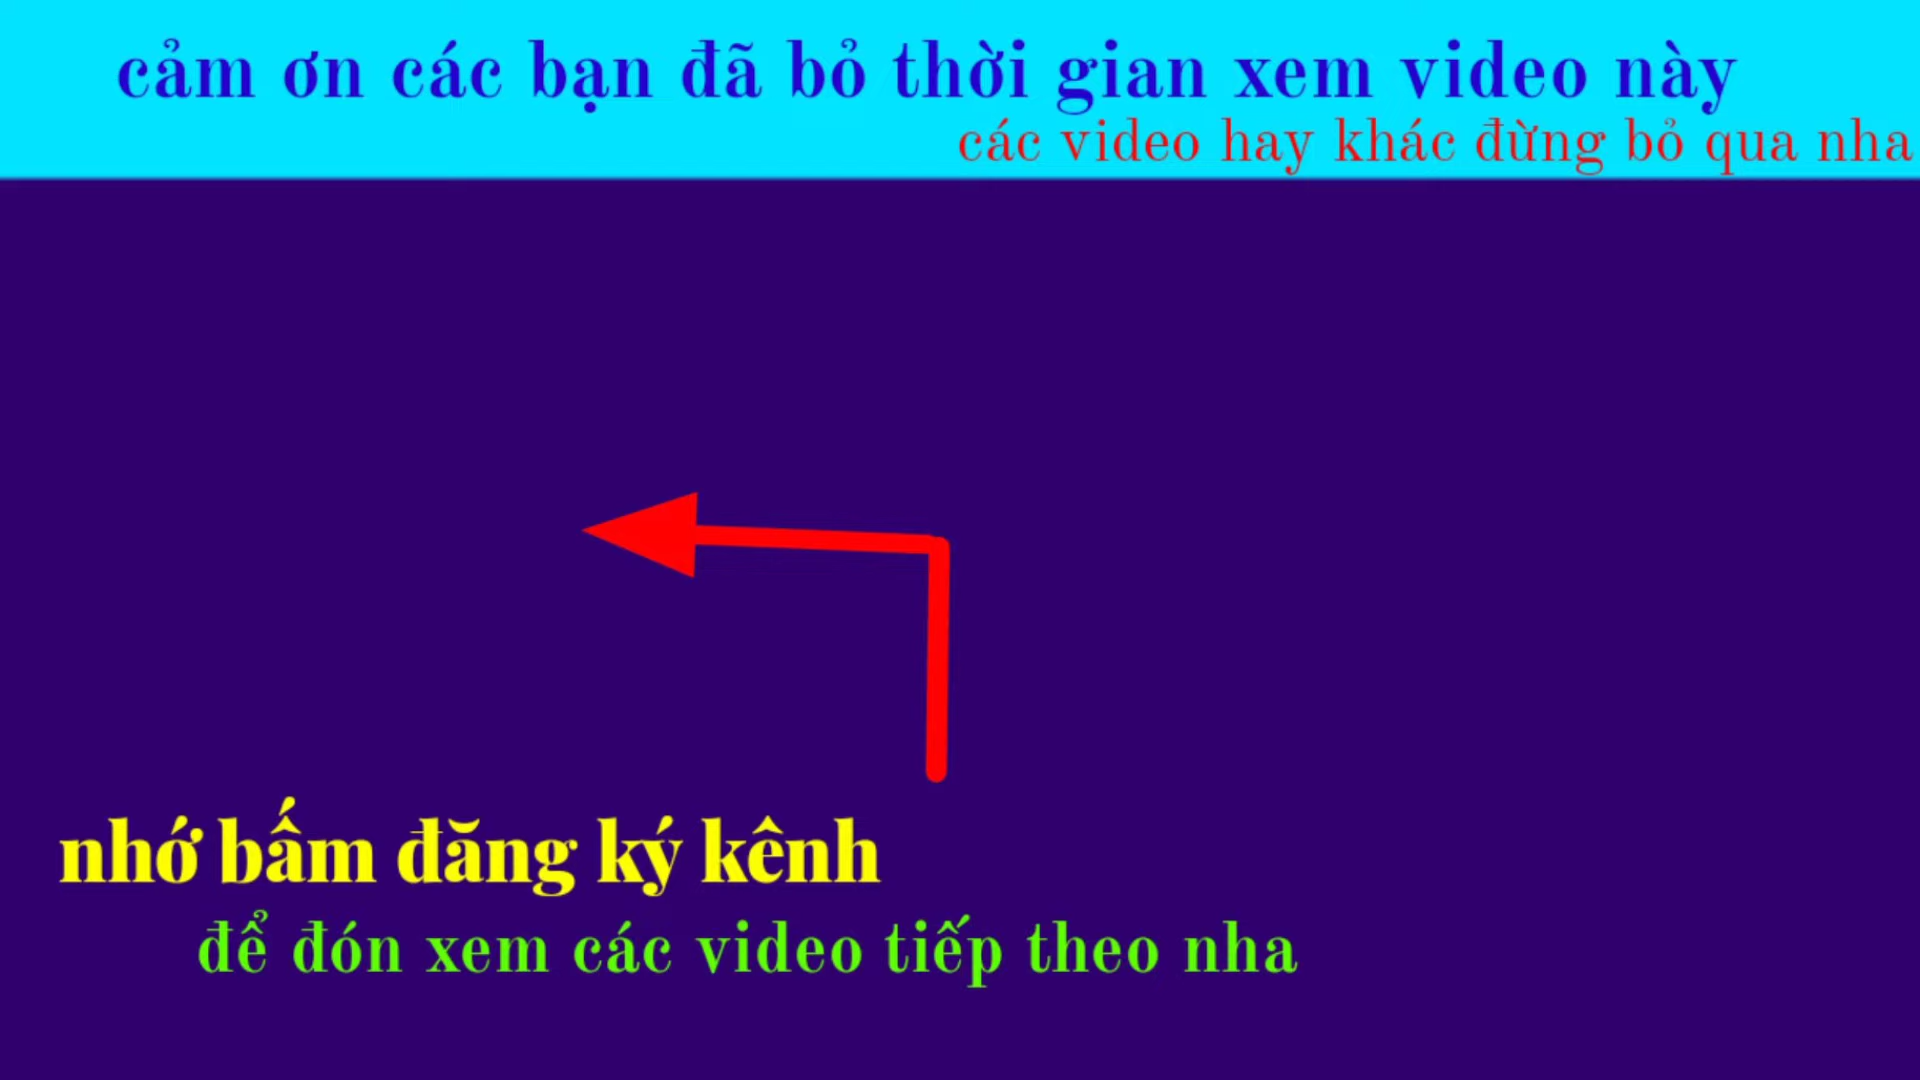 cảm ơn các bạn đã bỏ thời gian xem video này
các video hay khác đừng bỏ qua nha
nhớ bấm đăng ký kênh
để đón xem các video tiếp theo nha